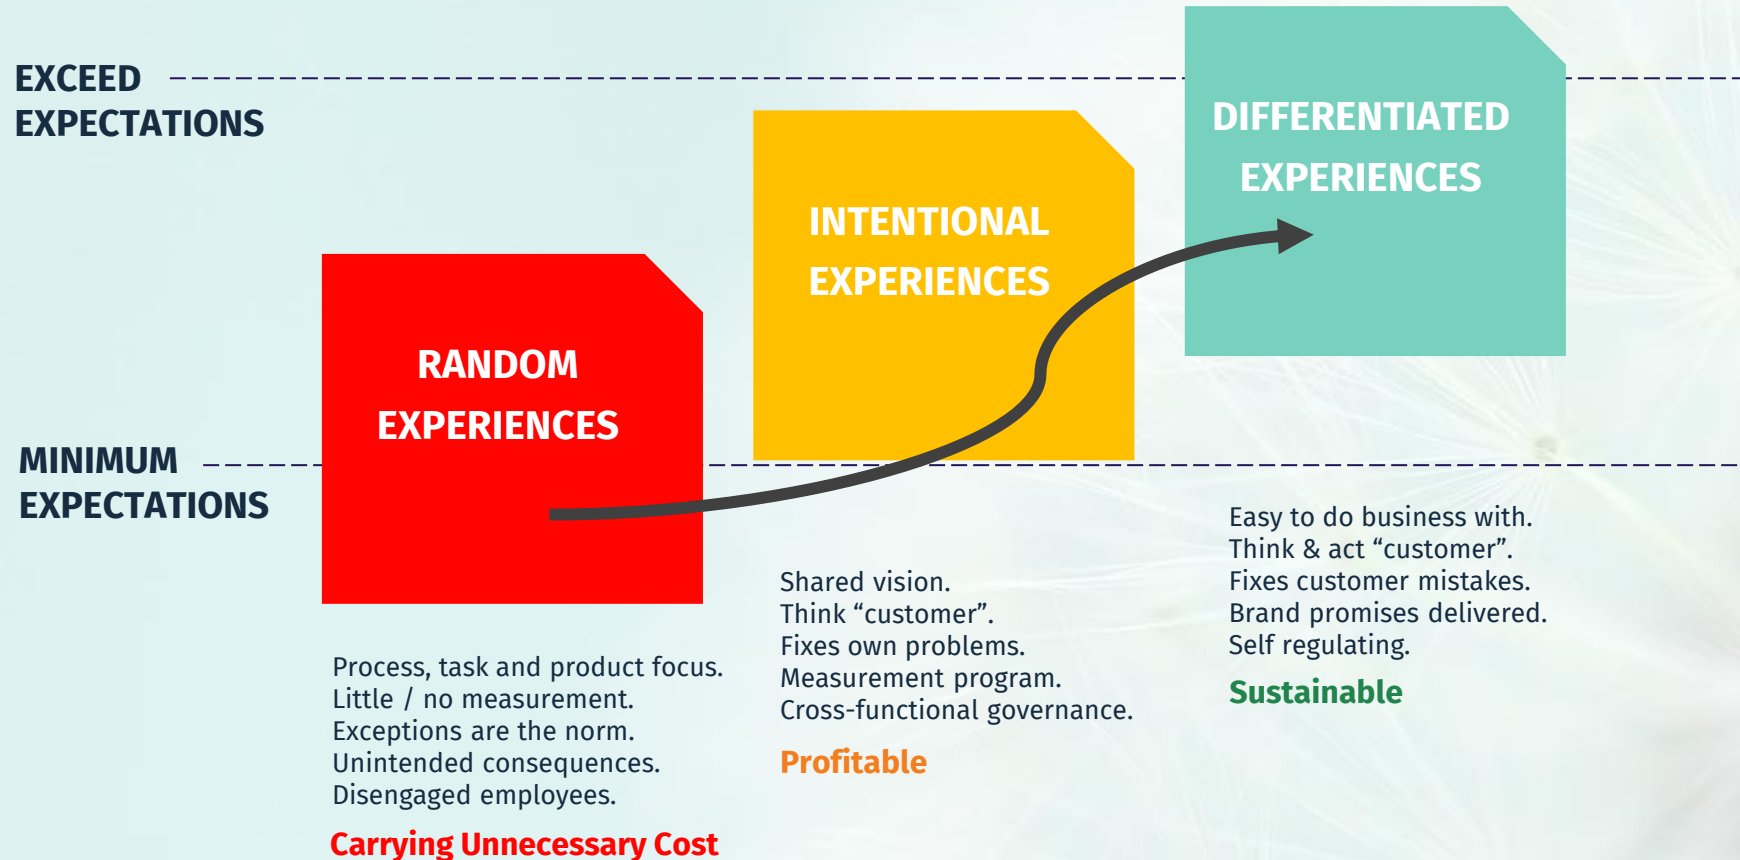 EXCEED
EXPECTATIONS
DIFFERENTIATED
EXPERIENCES
INTENTIONAL
EXPERIENCES
RANDOM
EXPERIENCES
MINIMUM
EXPECTATIONS
Process, task and product focus.
Little / no measurement.
Exceptions are the norm.
Unintended consequences.
Disengaged employees.
Carrying Unnecessary Cost
Shared vision.
Think “customer”.
Fixes own problems.
Measurement program.
Cross-functional governance.
Profitable
Easy to do business with.
Think & act “customer”.
Fixes customer mistakes.
Brand promises delivered.
Self regulating.
Sustainable